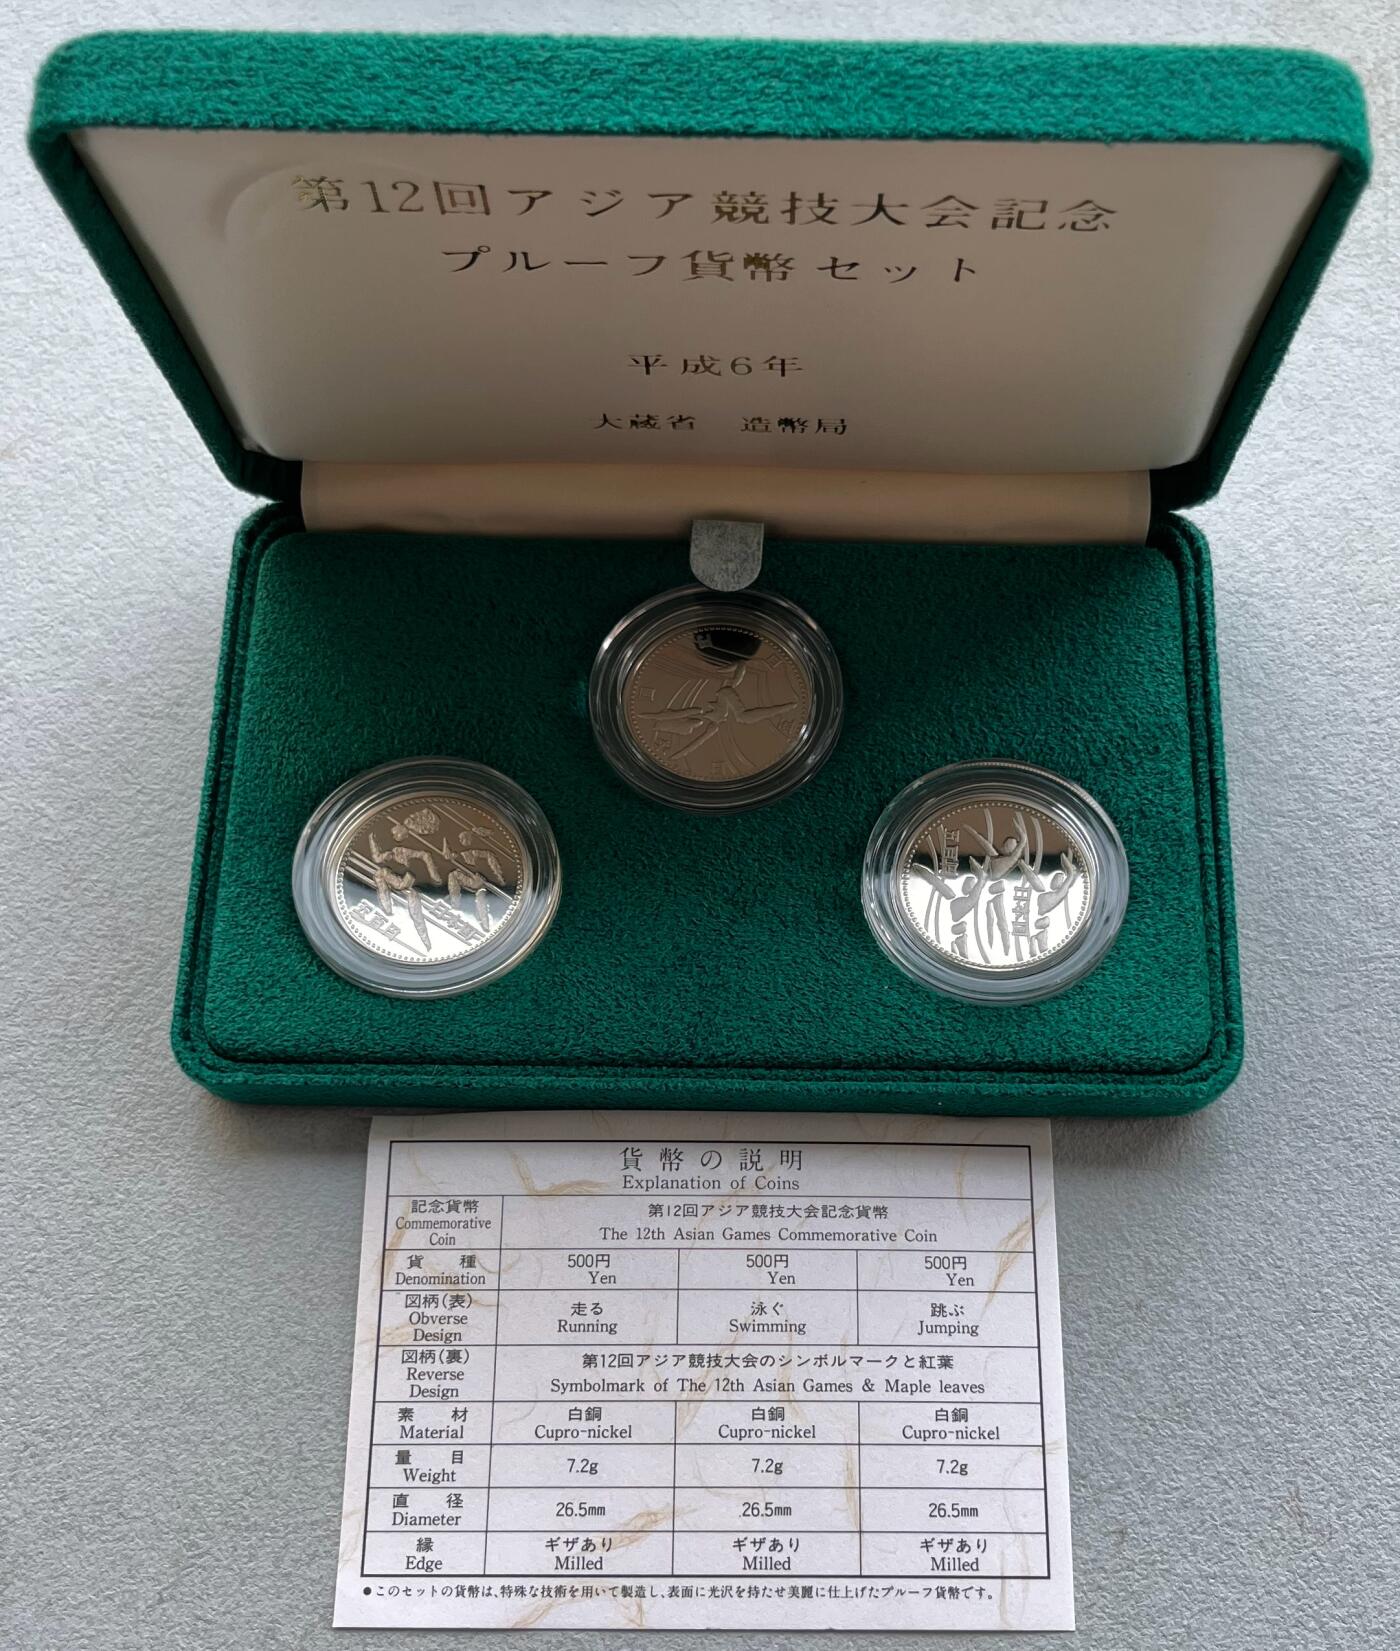 第12回アジア競技大会記念
プルーフ貨幣セット
平成6年
大蔵省 造幣局
五百円
日本国
五百円
日本国
貨幣の説明
Explanation of Coins
記念貨幣
Commemorative
Coin
第12回アジア競技大会記念貨幣
The 12th Asian Games Commemorative Coin
貨種
Denomination
500円
Yen
500円
Yen
500円
Yen
図柄(表)
Obverse
Design
走る
Running
泳ぐ
Swimming
跳ぶ
Jumping
図柄(裏)
Reverse
Design
第12回アジア競技大会のシンボルマークと紅葉
Symbolmark of The 12th Asian Games & Maple leaves
素材
Material
白銅
Cupro-nickel
白銅
Cupro-nickel
白銅
Cupro-nickel
量目
Weight
7.2g
7.2g
7.2g
直径
Diameter
26.5mm
26.5mm
26.5mm
縁
Edge
ギザあり
Milled
ギザあり
Milled
ギザあり
Milled
●このセットの貨幣は、特殊な技術を用いて製造し、表面に光沢を持たせ美麗に仕上げたプルーフ貨幣です。